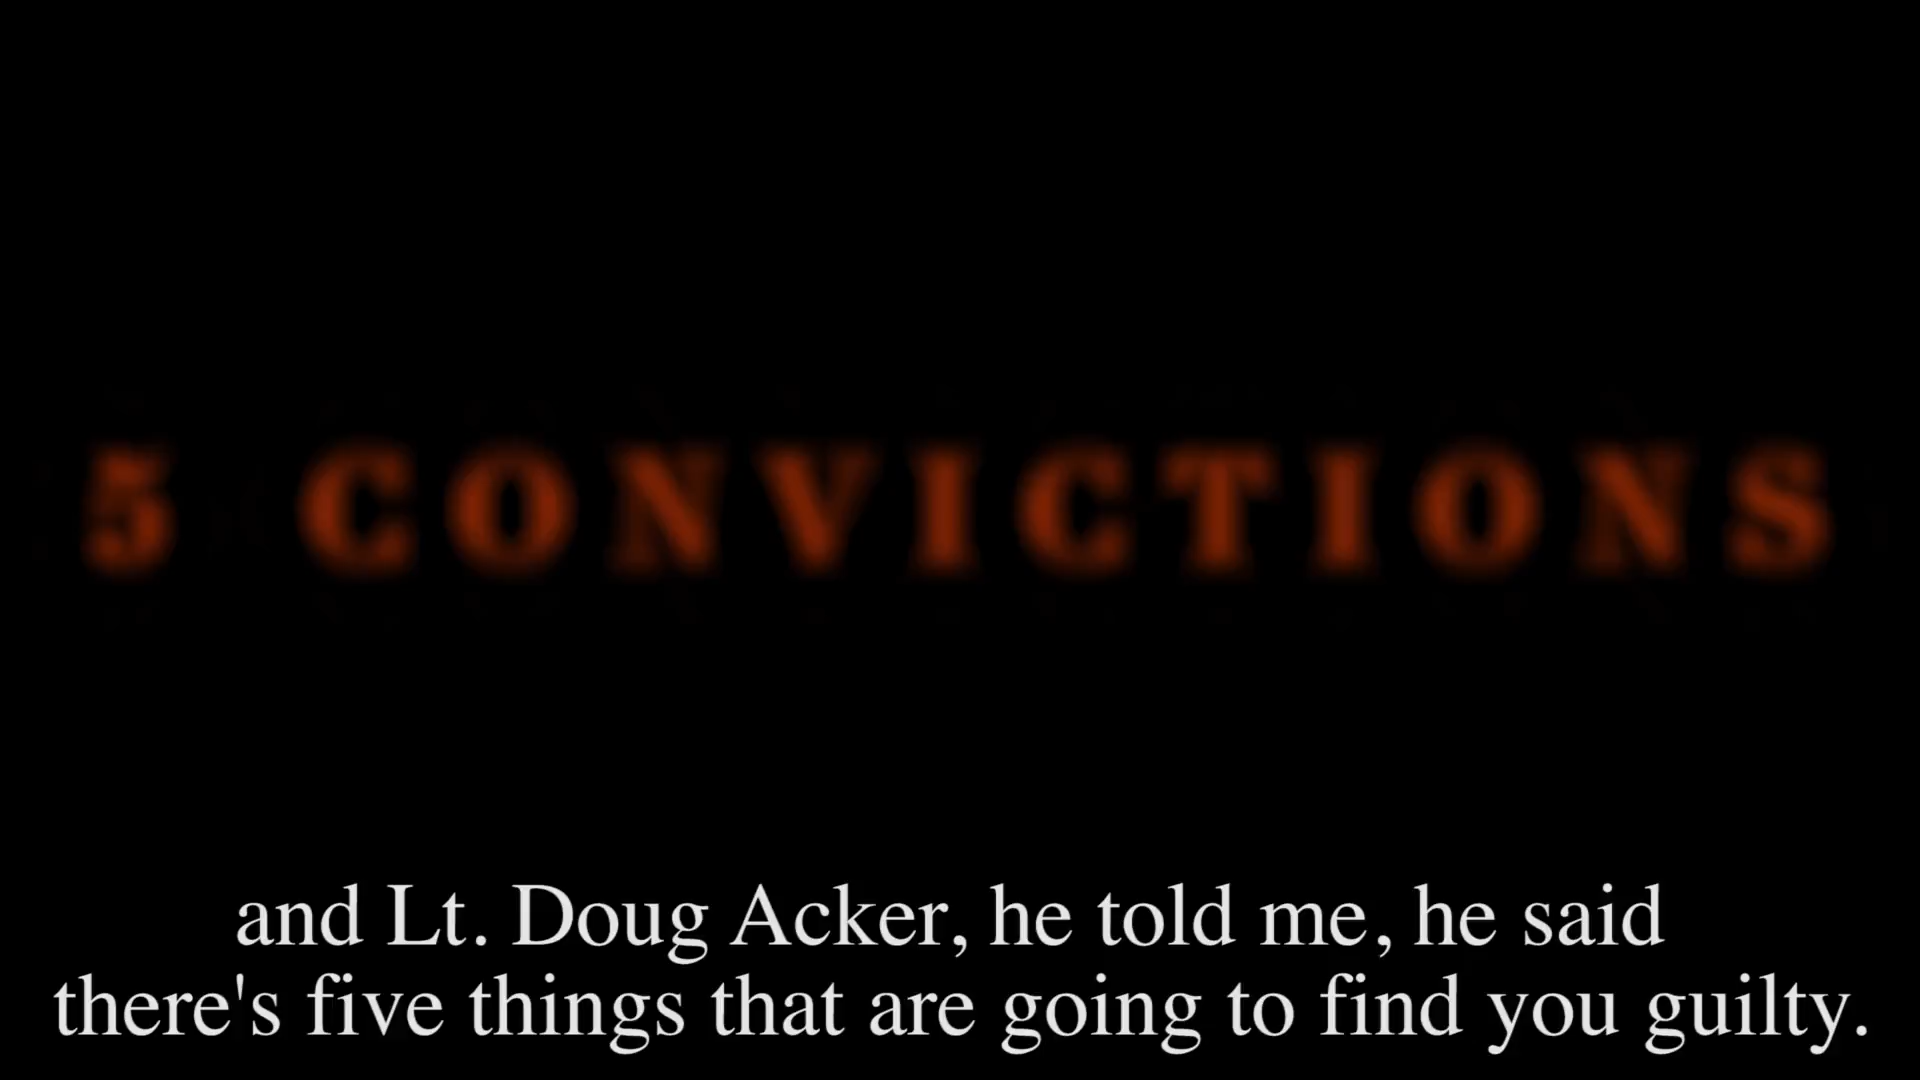 5 CONVICTIONS
and Lt. Doug Acker, he told me, he said
there's five things that are going to find you guilty.